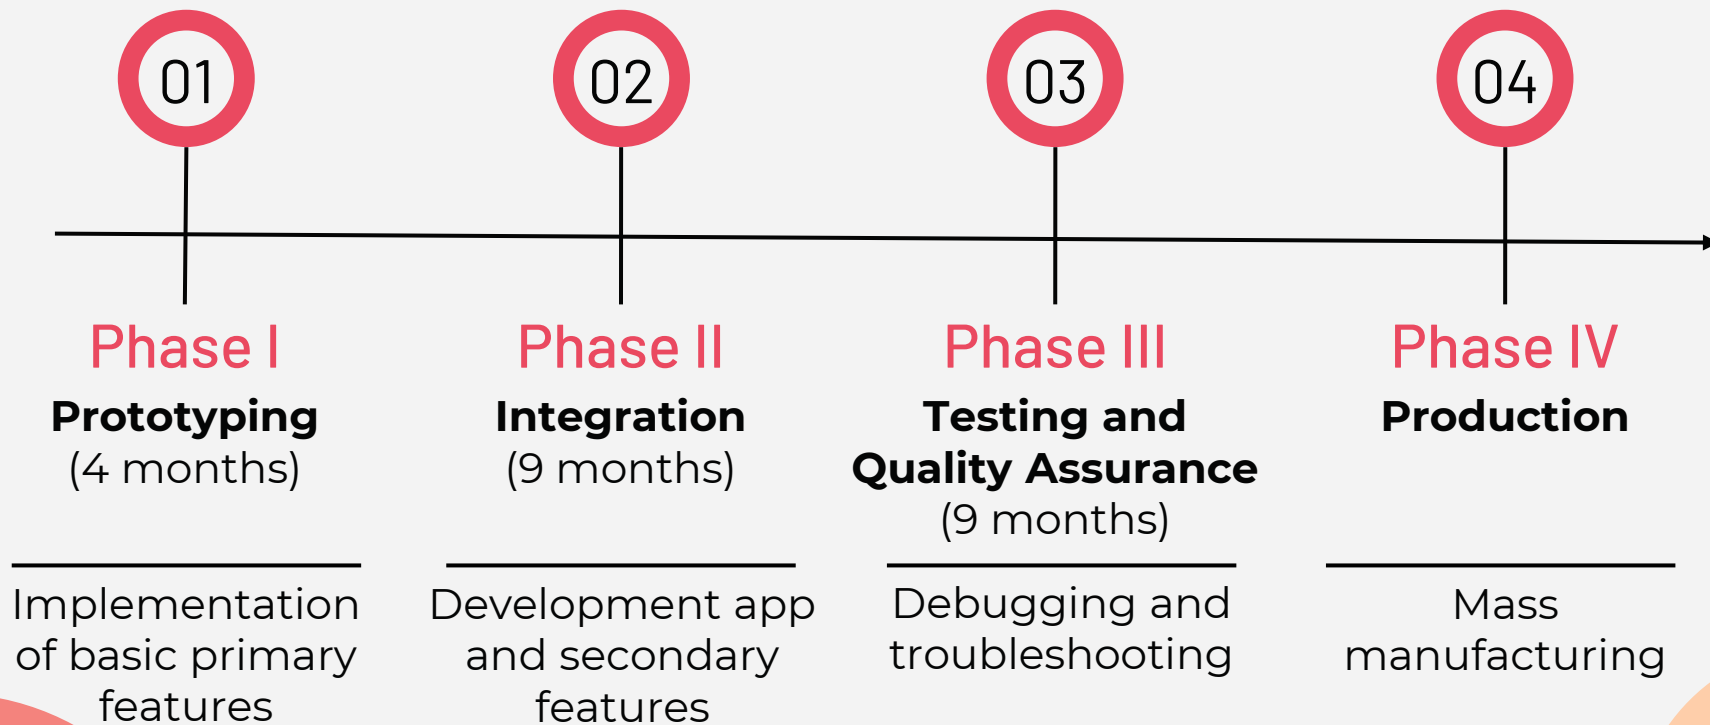 01
02
03
04
Phase I
Prototyping
(4 months)
Implementation
of basic primary
features
Phase II
Integration
(9 months)
Development app
and secondary
features
Phase III
Testing and
Quality Assurance
(9 months)
Debugging and
troubleshooting
Phase IV
Production
Mass
manufacturing